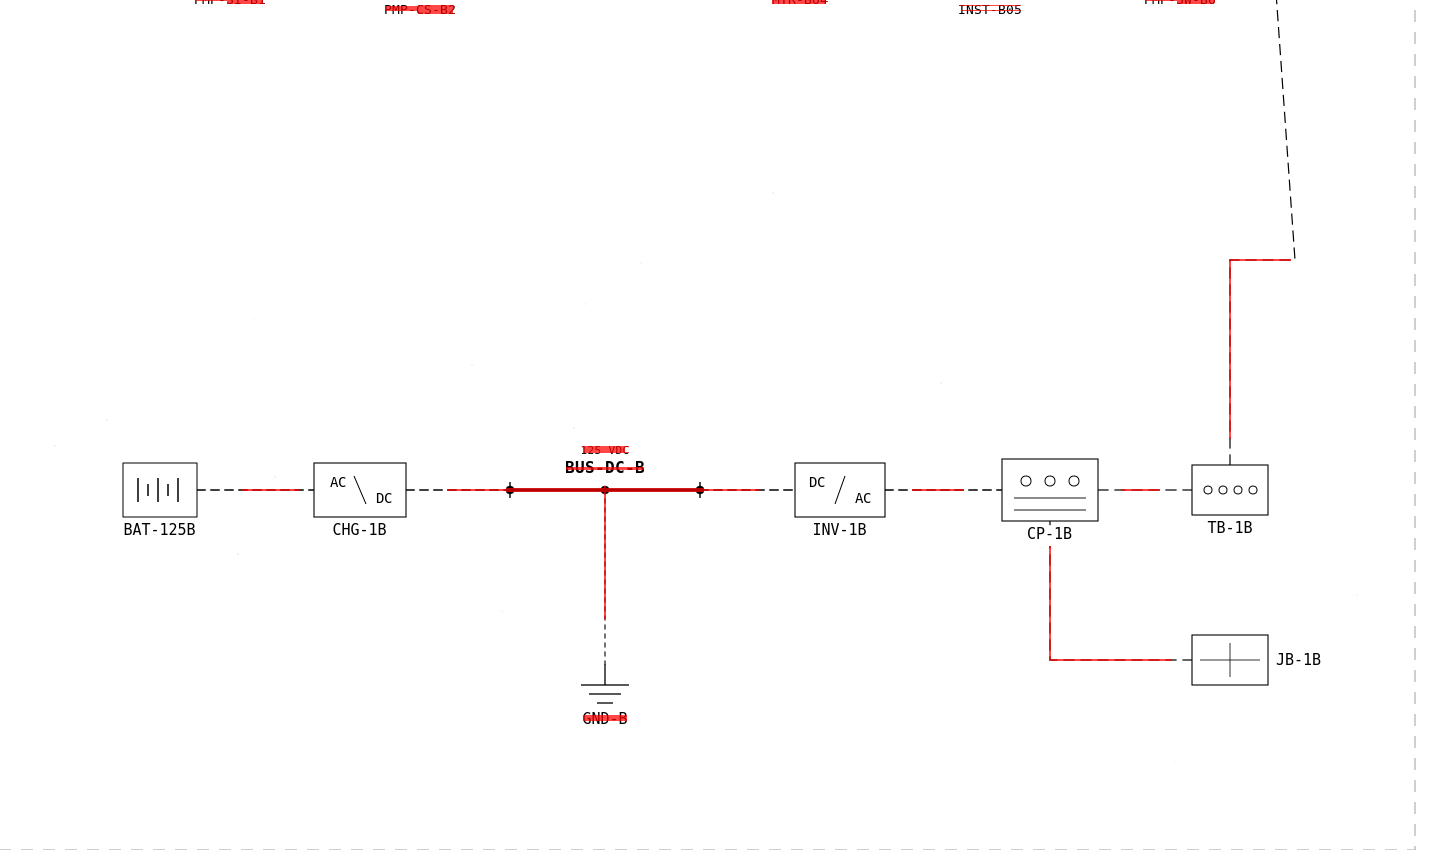 PMP-CS-B2
INST-B05
125 VDC
BUS-DC-B
AC
DC
DC
AC
BAT-125B
CHG-1B
INV-1B
CP-1B
TB-1B
JB-1B
GND-B